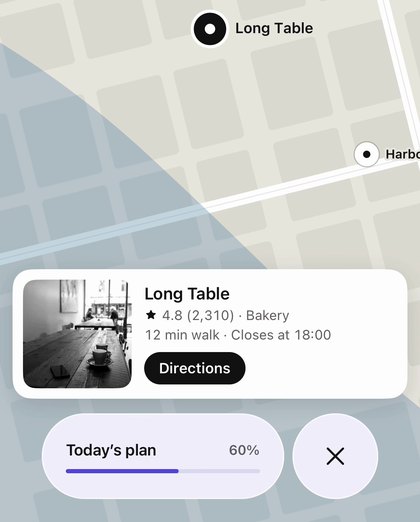 Long Table
Harbo
Long Table
★ 4.8 (2,310) · Bakery
12 min walk · Closes at 18:00
Directions
Today’s plan 60%